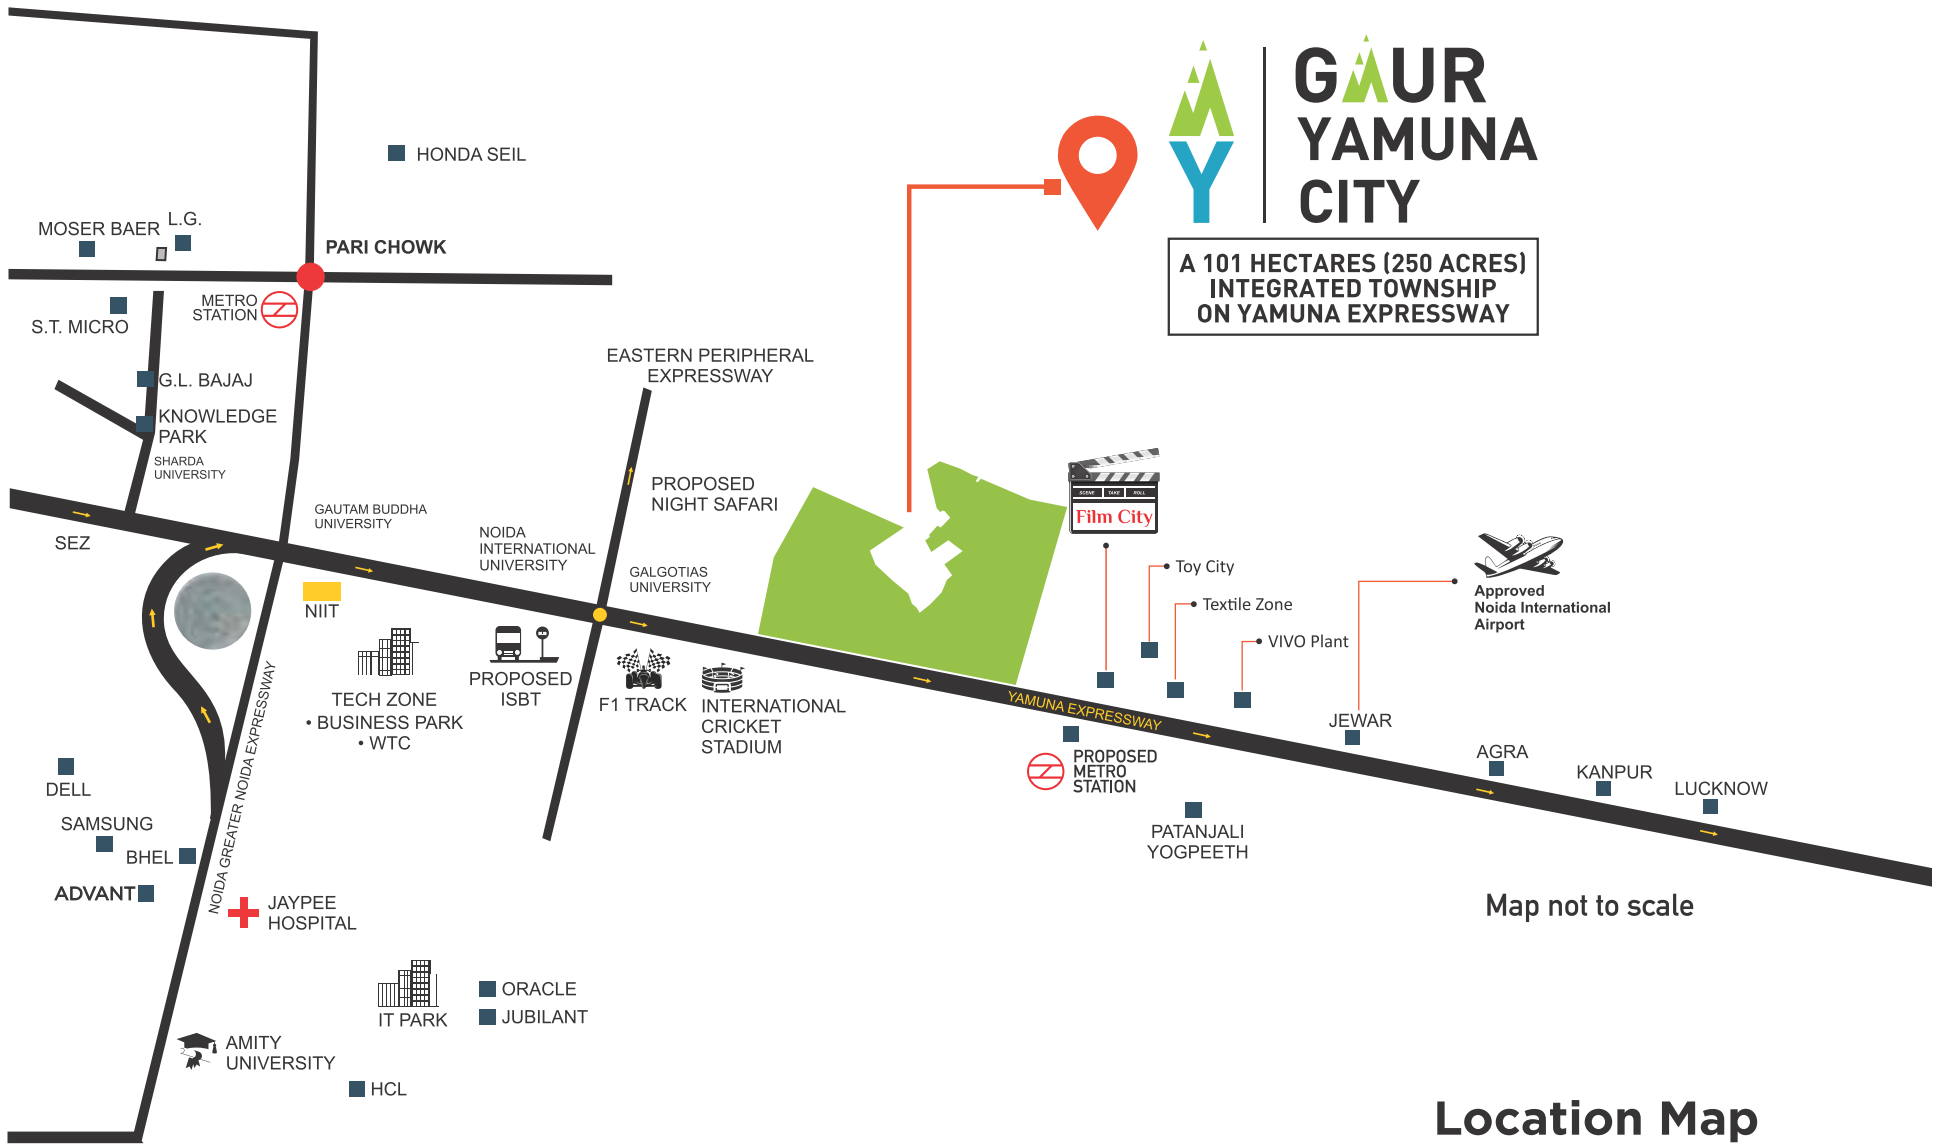 GAUR
YAMUNA
CITY
A 101 HECTARES (250 ACRES)
INTEGRATED TOWNSHIP
ON YAMUNA EXPRESSWAY
HONDA SEIL
MOSER BAER
L.G.
PARI CHOWK
METRO
STATION
S.T. MICRO
G.L. BAJAJ
KNOWLEDGE
PARK
SHARDA
UNIVERSITY
EASTERN PERIPHERAL
EXPRESSWAY
PROPOSED
NIGHT SAFARI
SCENE TAKE ROLL
Film City
GAUTAM BUDDHA
UNIVERSITY
NOIDA
INTERNATIONAL
UNIVERSITY
GALGOTIAS
UNIVERSITY
SEZ
NIIT
Toy City
Textile Zone
VIVO Plant
Approved
Noida International
Airport
TECH ZONE
• BUSINESS PARK
• WTC
PROPOSED
ISBT
F1 TRACK
INTERNATIONAL
CRICKET
STADIUM
YAMUNA EXPRESSWAY
JEWAR
AGRA
KANPUR
LUCKNOW
PROPOSED
METRO
STATION
PATANJALI
YOGPEETH
NOIDA GREATER NOIDA EXPRESSWAY
DELL
SAMSUNG
BHEL
ADVANT
JAYPEE
HOSPITAL
IT PARK
ORACLE
JUBILANT
AMITY
UNIVERSITY
HCL
Map not to scale
Location Map